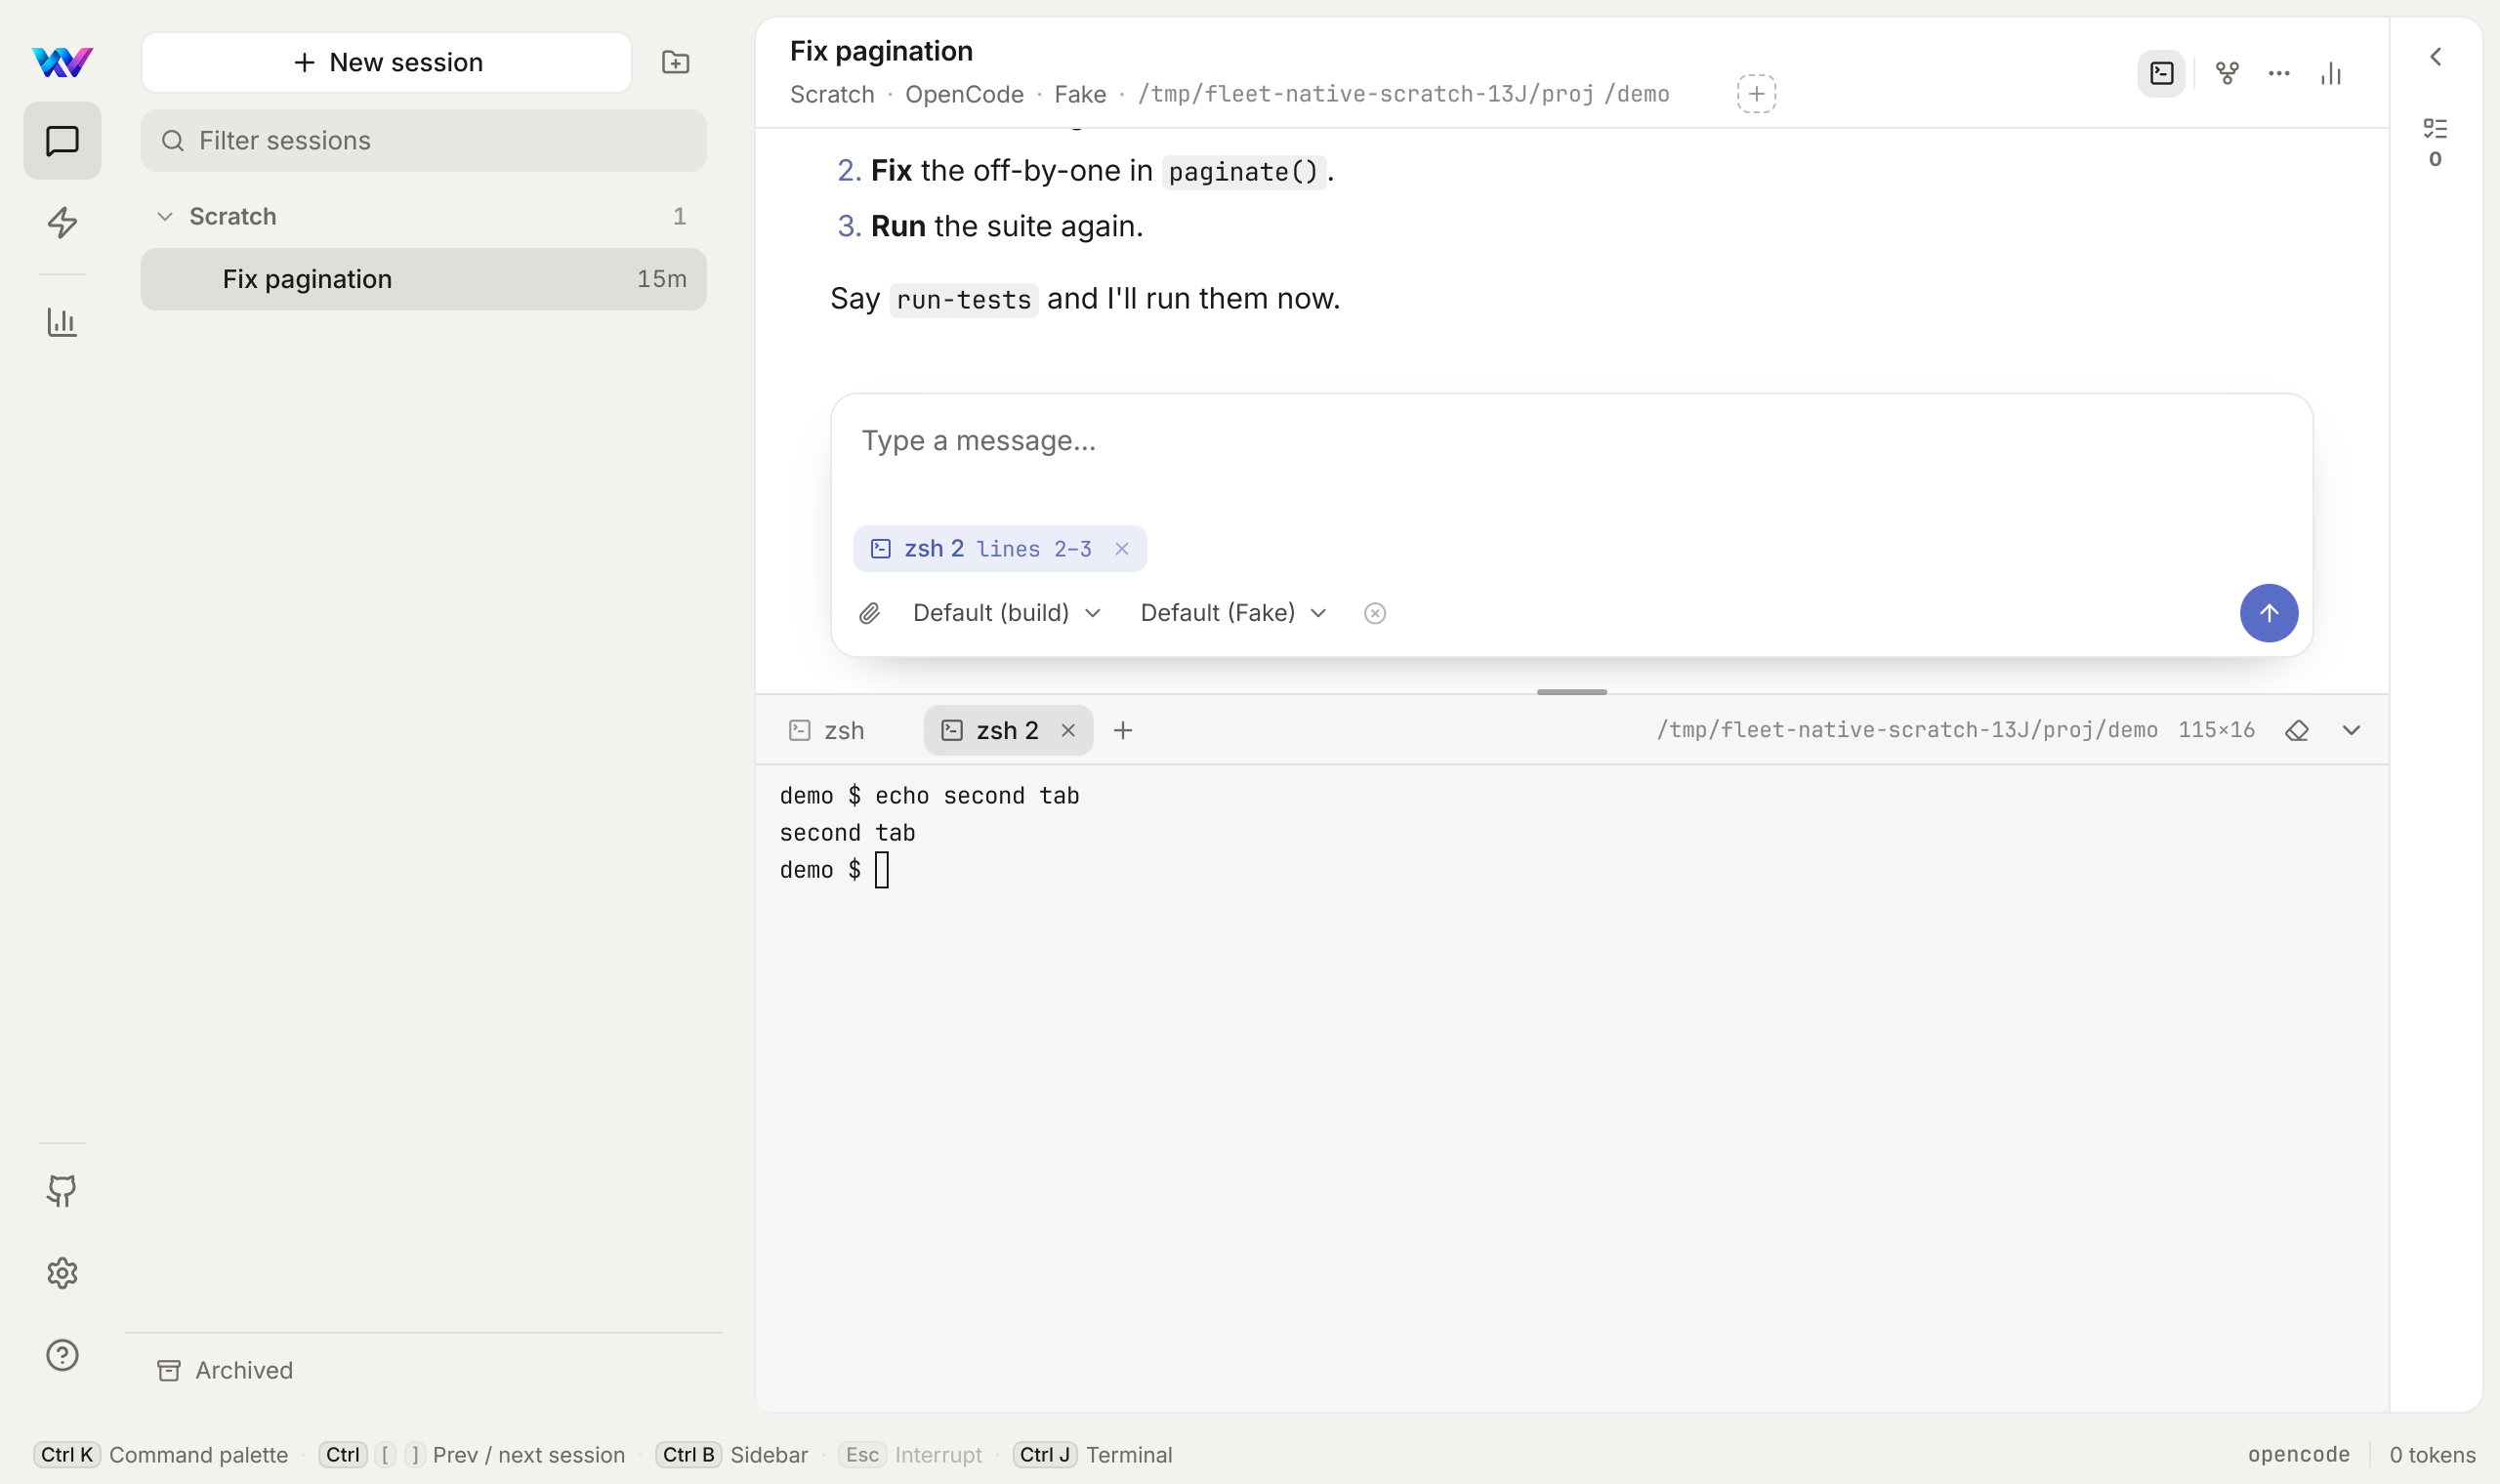 New session
Filter sessions
Scratch 1
Fix pagination 15m
Archived
Fix pagination
Scratch · OpenCode · Fake · /tmp/fleet-native-scratch-13J/proj /demo
0
2. Fix the off-by-one in paginate().
3. Run the suite again.
Say run-tests and I'll run them now.
Type a message...
zsh 2 lines 2–3
Default (build) Default (Fake)
zsh zsh 2 /tmp/fleet-native-scratch-13J/proj/demo 115×16
demo $ echo second tab
second tab
demo $
Ctrl K Command palette · Ctrl [ ] Prev / next session · Ctrl B Sidebar · Esc Interrupt · Ctrl J Terminal opencode 0 tokens